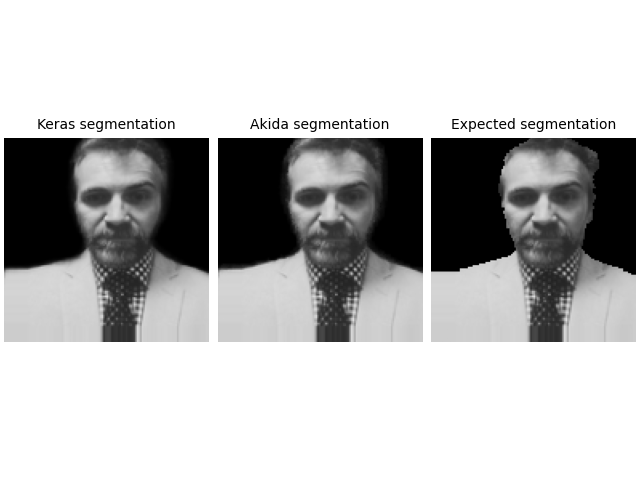 Keras segmentation
Akida segmentation
Expected segmentation